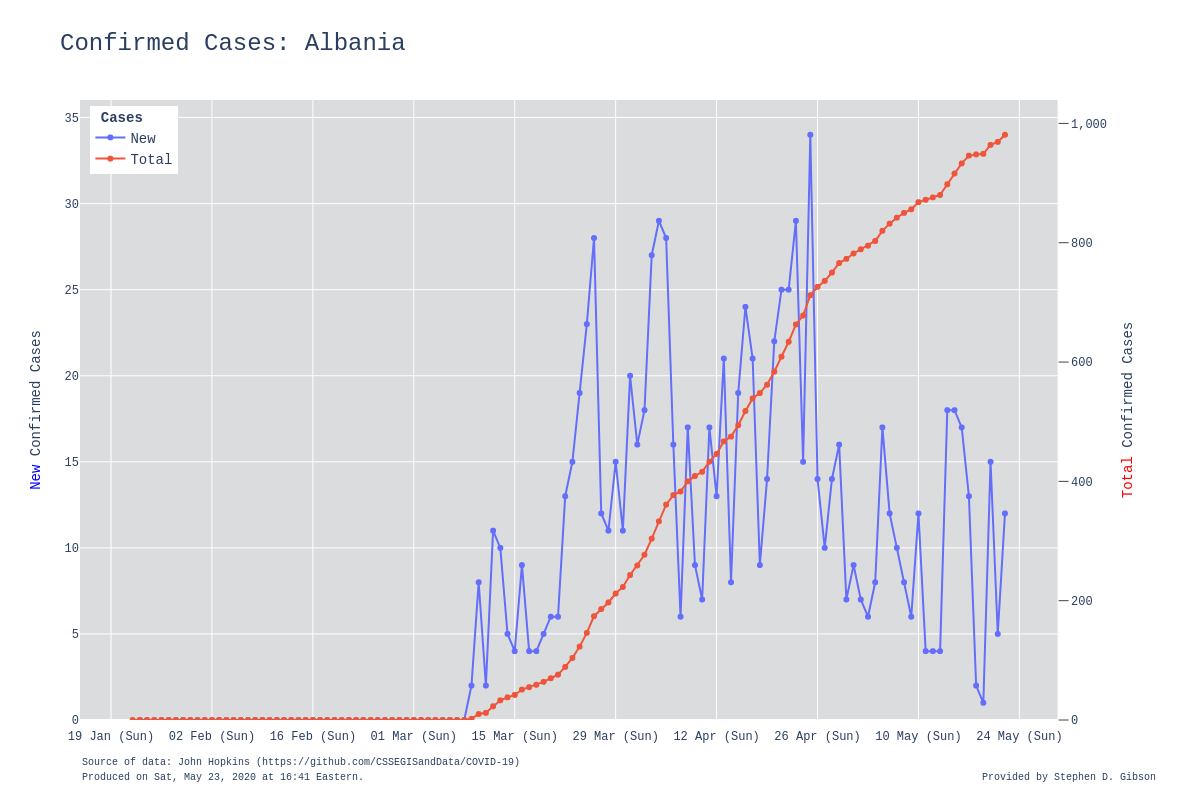 Confirmed Cases: Albania
Cases
New
Total
35
30
25
20
15
10
5
0
New Confirmed Cases
1,000
800
600
400
200
0
Total Confirmed Cases
19 Jan (Sun) 02 Feb (Sun) 16 Feb (Sun) 01 Mar (Sun) 15 Mar (Sun) 29 Mar (Sun) 12 Apr (Sun) 26 Apr (Sun) 10 May (Sun) 24 May (Sun)
Source of data: John Hopkins (https://github.com/CSSEGISandData/COVID-19)
Produced on Sat, May 23, 2020 at 16:41 Eastern.
Provided by Stephen D. Gibson